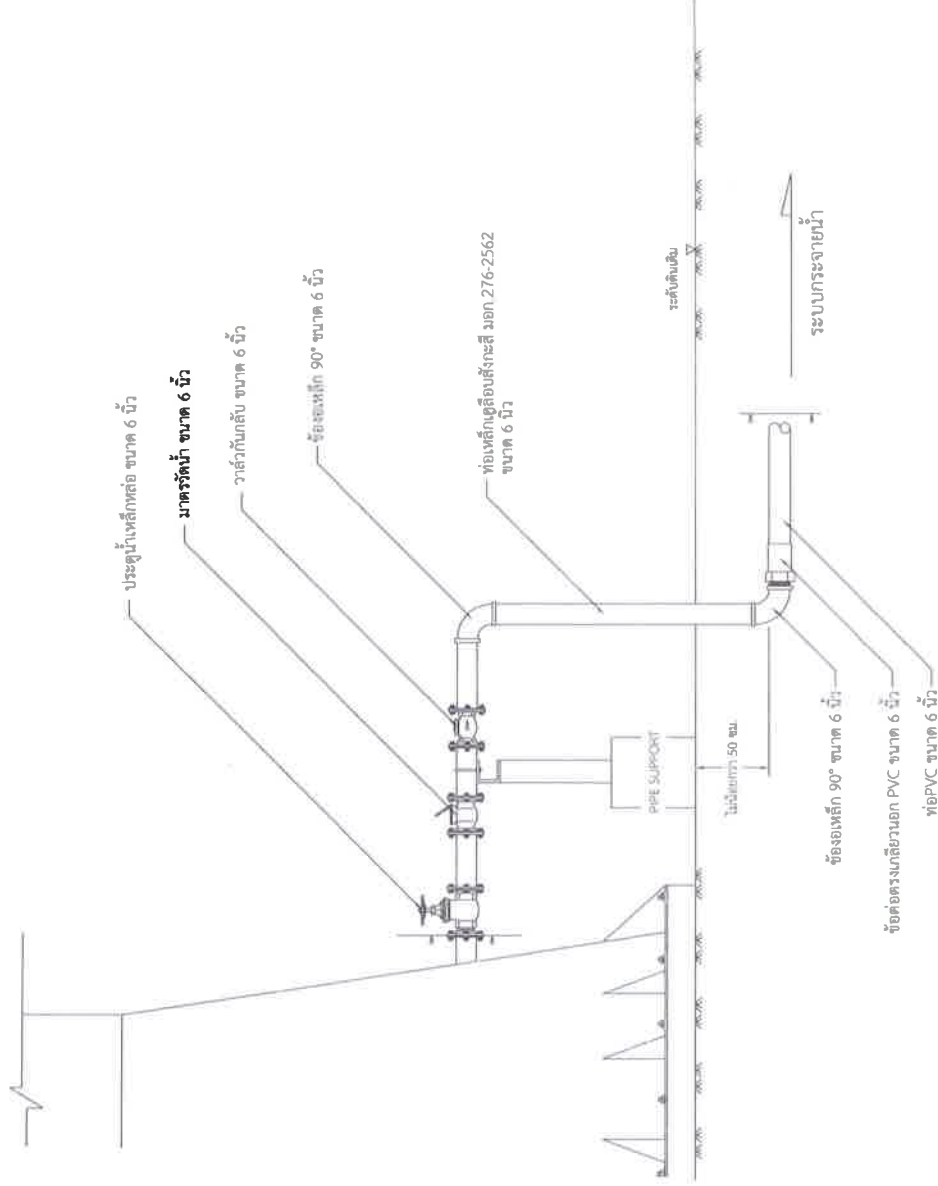 ประตูน้ำเหล็กหล่อ ขนาด 6 นิ้ว
มาตรวัดน้ำ ขนาด 6 นิ้ว
วาล์วกันกลับ ขนาด 6 นิ้ว
ข้องอเหล็ก 90° ขนาด 6 นิ้ว
ท่อเหล็กเคลือบสังกะสี มอก.276-2562
ขนาด 6 นิ้ว
ระดับดินเดิม
ระบบกระจายน้ำ
PIPE SUPPORT
ไม่น้อยกว่า 50 ซม.
ข้องอเหล็ก 90° ขนาด 6 นิ้ว
ข้อต่อตรงเกลียวนอก PVC ขนาด 6 นิ้ว
ท่อPVC ขนาด 6 นิ้ว